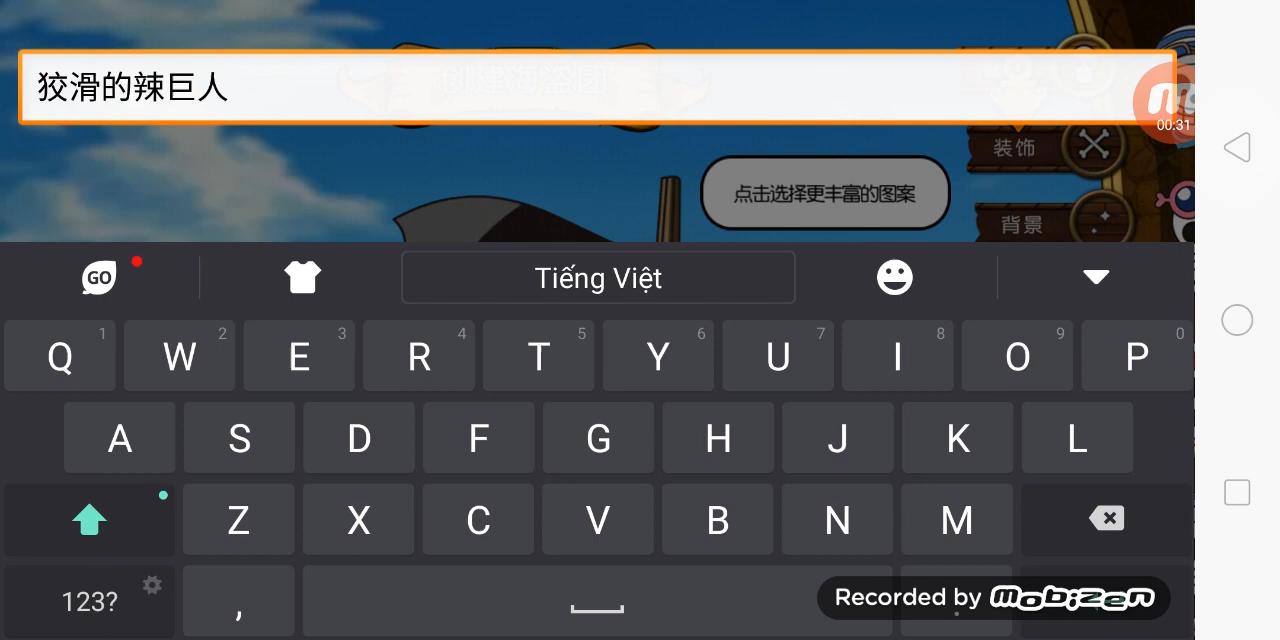 狡滑的辣巨人
创建海盗团
00:31
装饰
点击选择更丰富的图案
背景
GO
Tiếng Việt
Q 1 W 2 E 3 R 4 T 5 Y 6 U 7 I 8 O 9 P 0
A S D F G H J K L
Z X C V B N M
123? , .
Recorded by mobizen